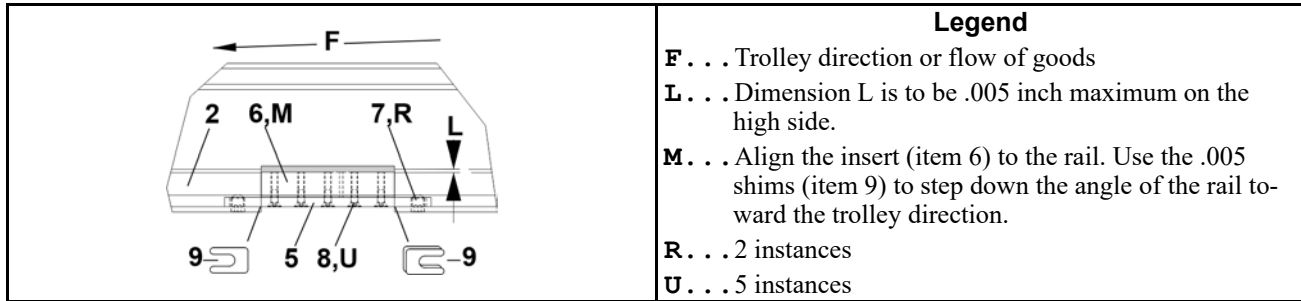 F
2 6,M 7,R L
9 5 8,U 9
Legend
F...Trolley direction or flow of goods
L...Dimension L is to be .005 inch maximum on the
high side.
M...Align the insert (item 6) to the rail. Use the .005
shims (item 9) to step down the angle of the rail to-
ward the trolley direction.
R...2 instances
U...5 instances